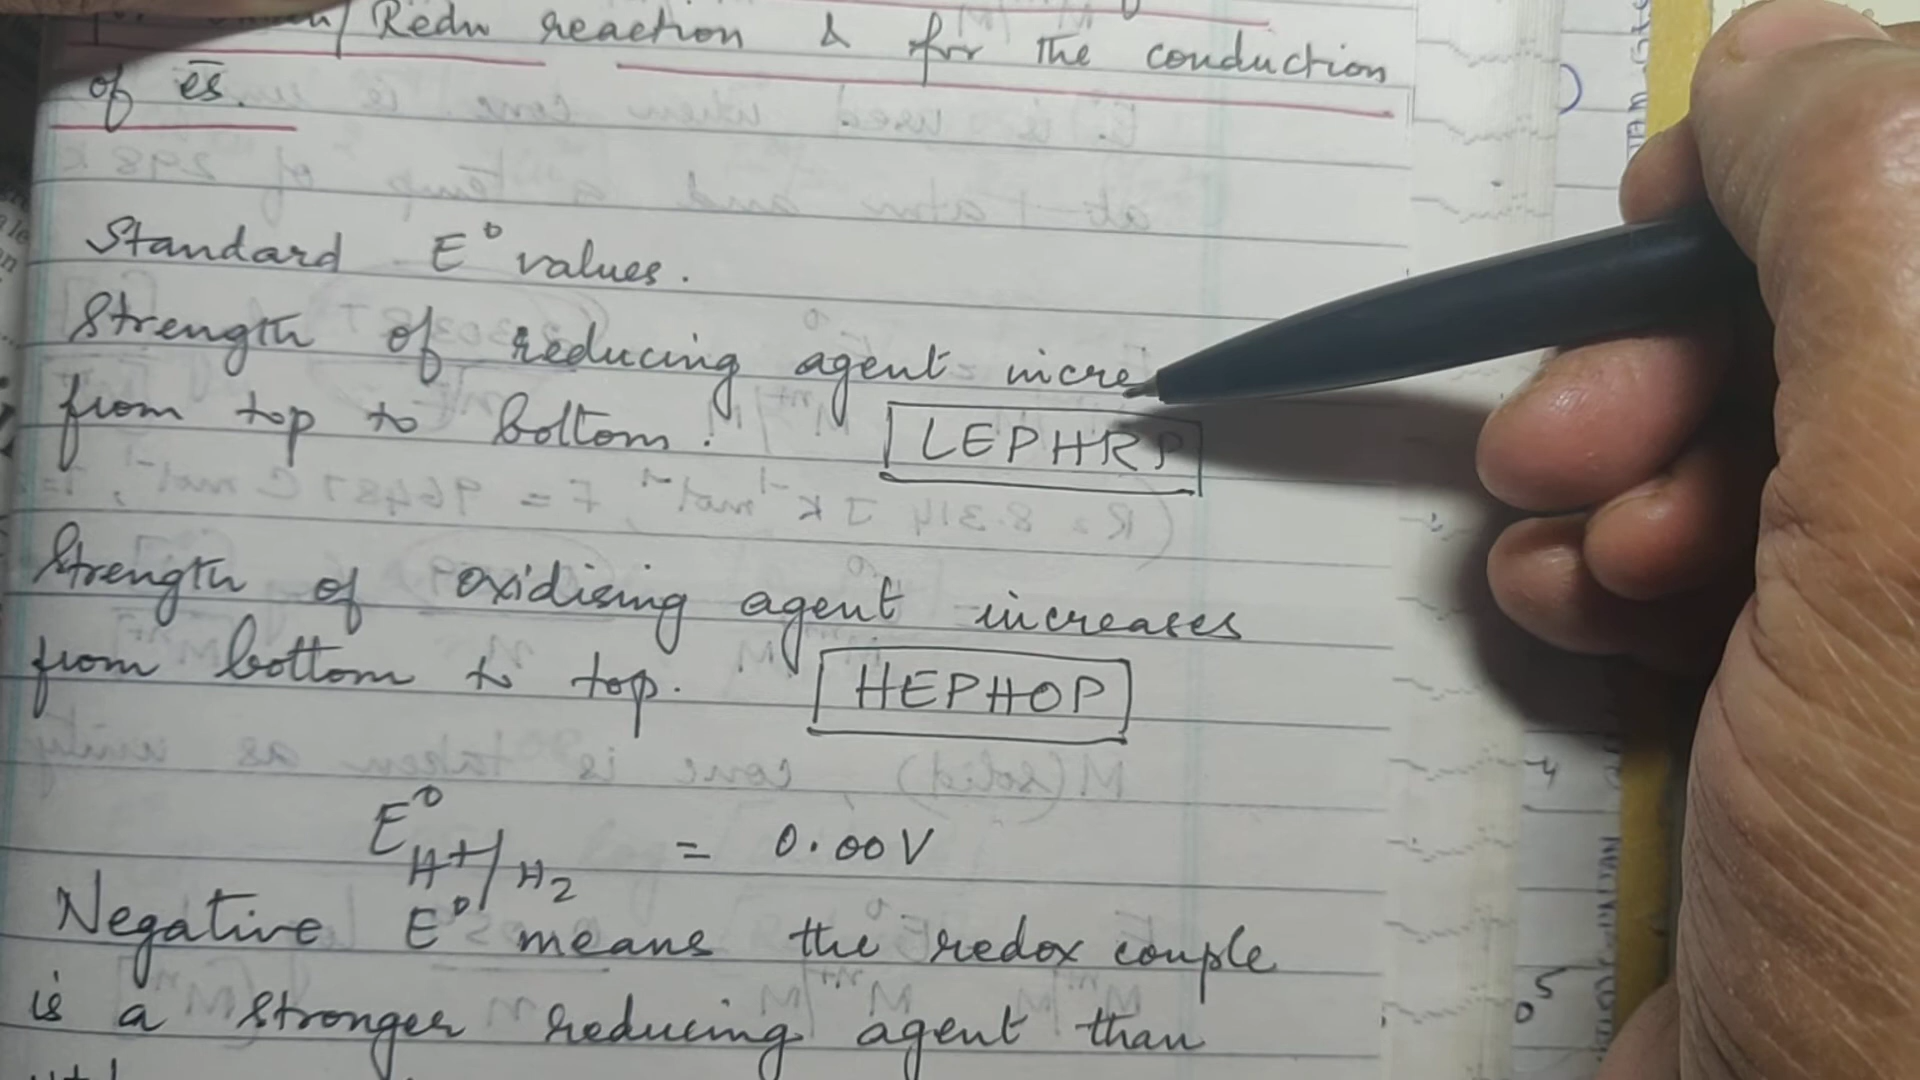 Redn reaction & for the conduction
of es.
Standard E° values.
Strength of reducing agent incre
from top to bottom. LEPHRP
Strength of oxidising agent increases
from bottom to top. HEPHOP
E° H+/H2 = 0.00V
Negative E° means the redox couple
is a stronger reducing agent than